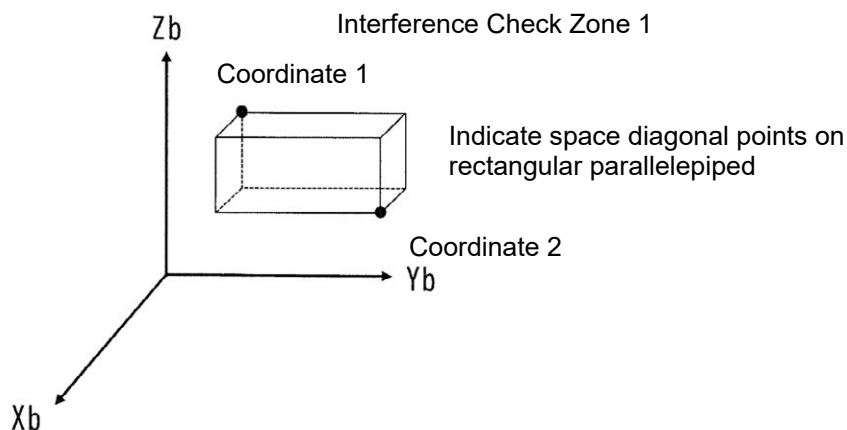 Zb
Interference Check Zone 1
Coordinate 1
Indicate space diagonal points on
rectangular parallelepiped
Coordinate 2
Yb
Xb